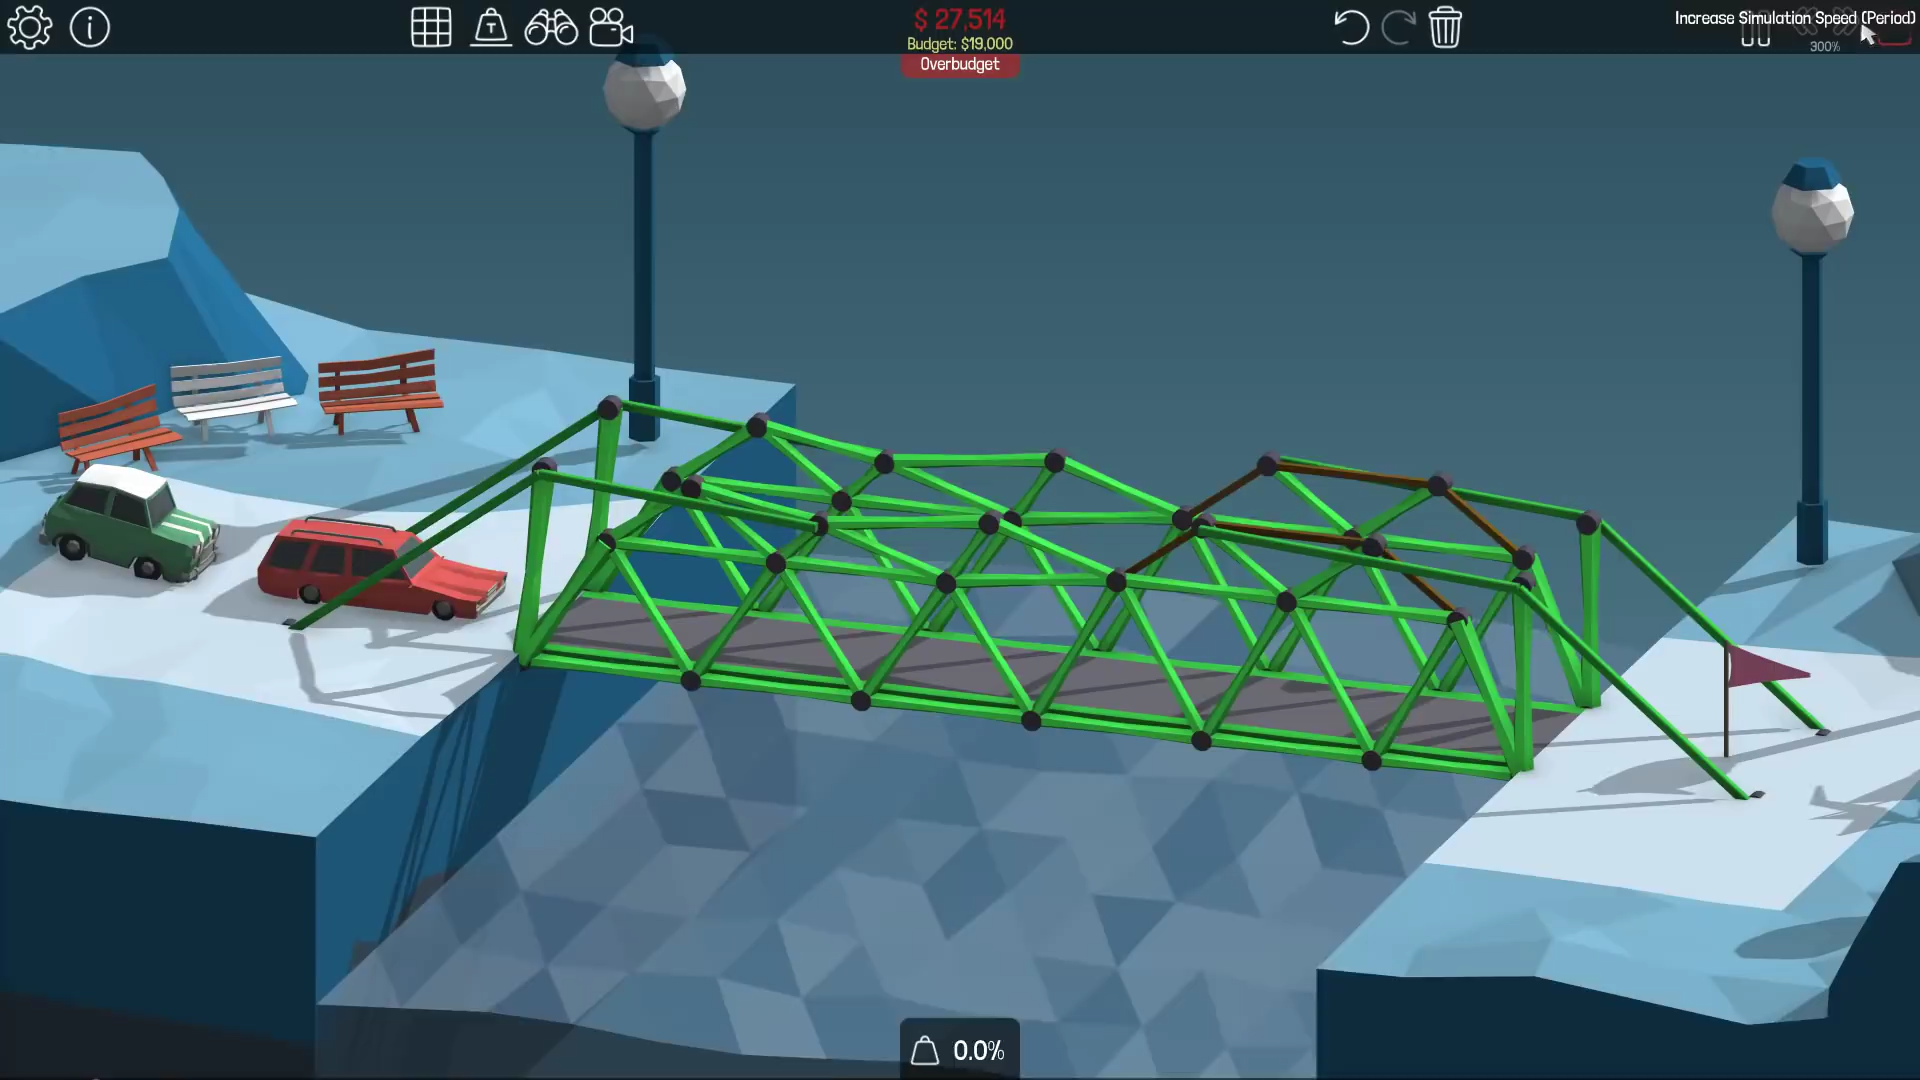 $ 27,514
Budget: $19,000
Overbudget
Increase Simulation Speed (Period)
300%
T
0.0%